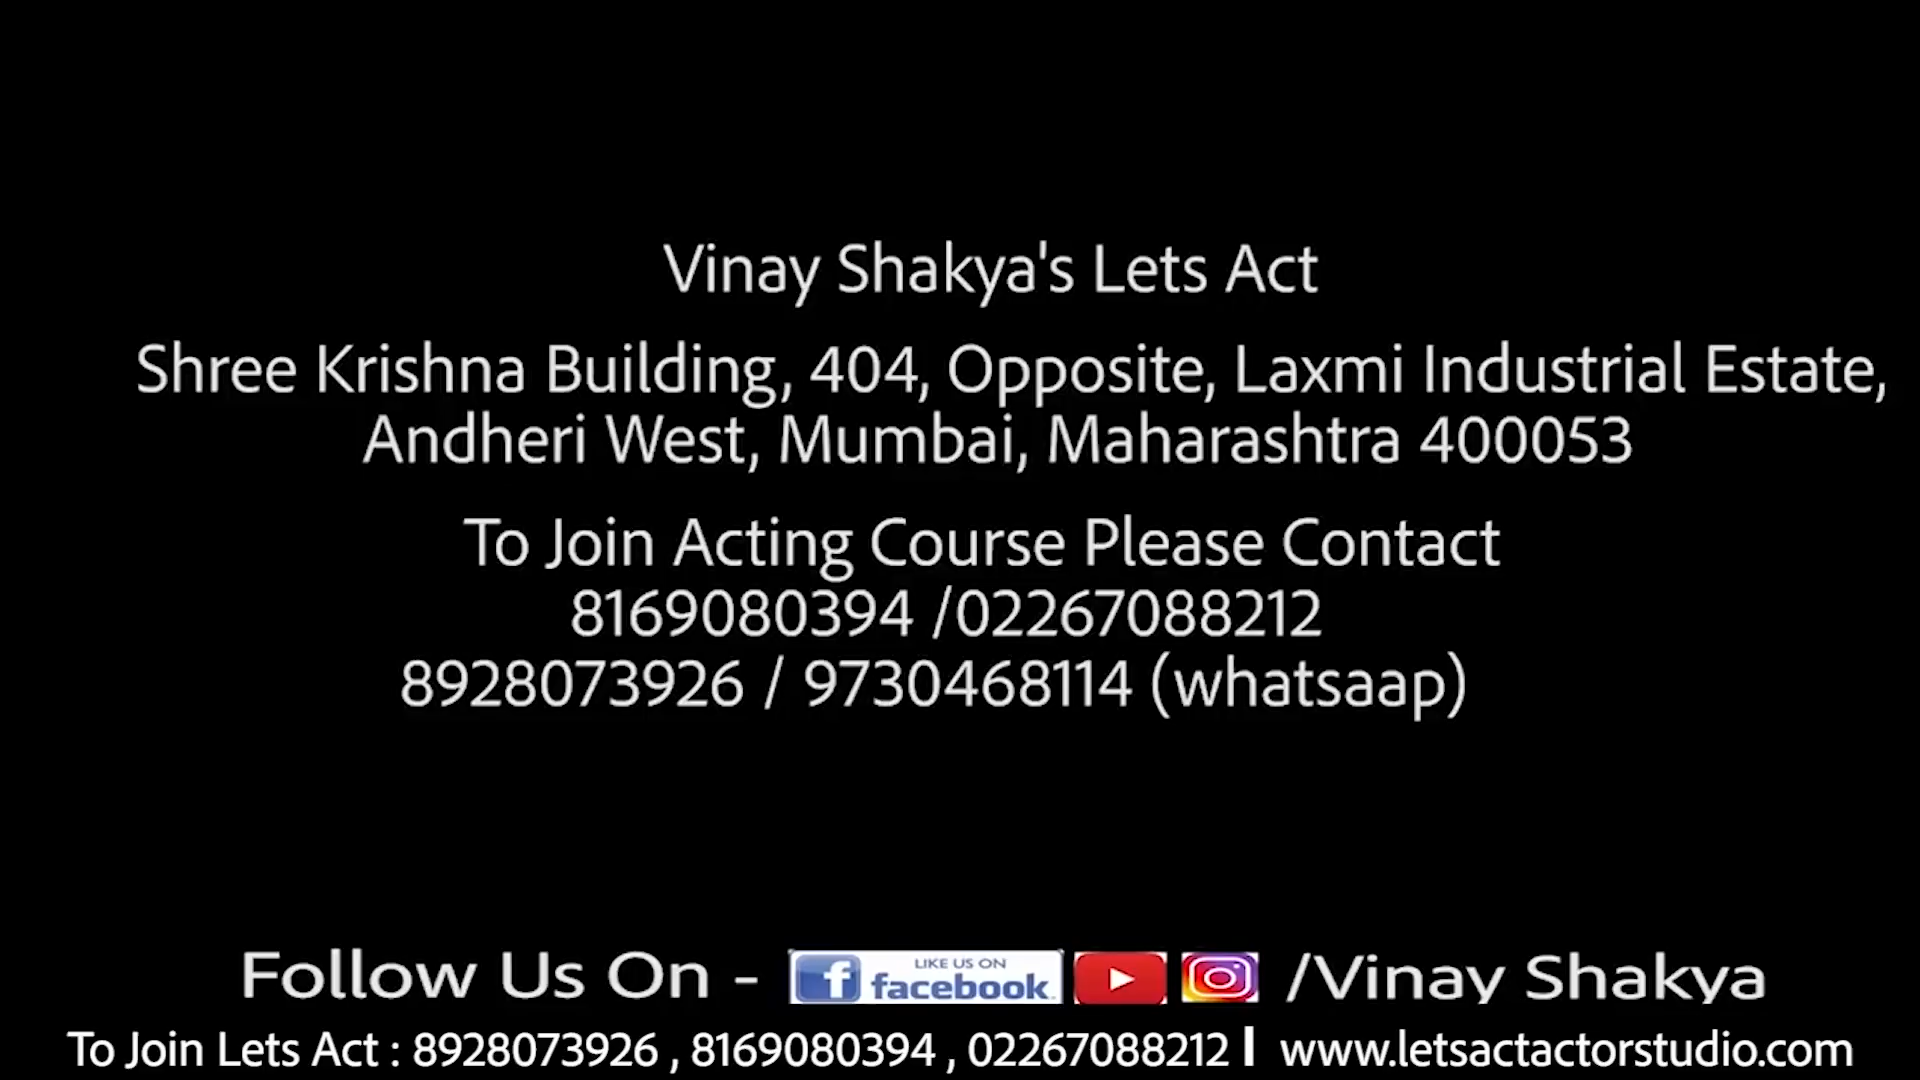 Vinay Shakya's Lets Act
Shree Krishna Building, 404, Opposite, Laxmi Industrial Estate,
Andheri West, Mumbai, Maharashtra 400053
To Join Acting Course Please Contact
8169080394 /02267088212
8928073926 / 9730468114 (whatsaap)
Follow Us On - f LIKE US ON facebook /Vinay Shakya
To Join Lets Act : 8928073926 , 8169080394 , 02267088212 | www.letsactactorstudio.com